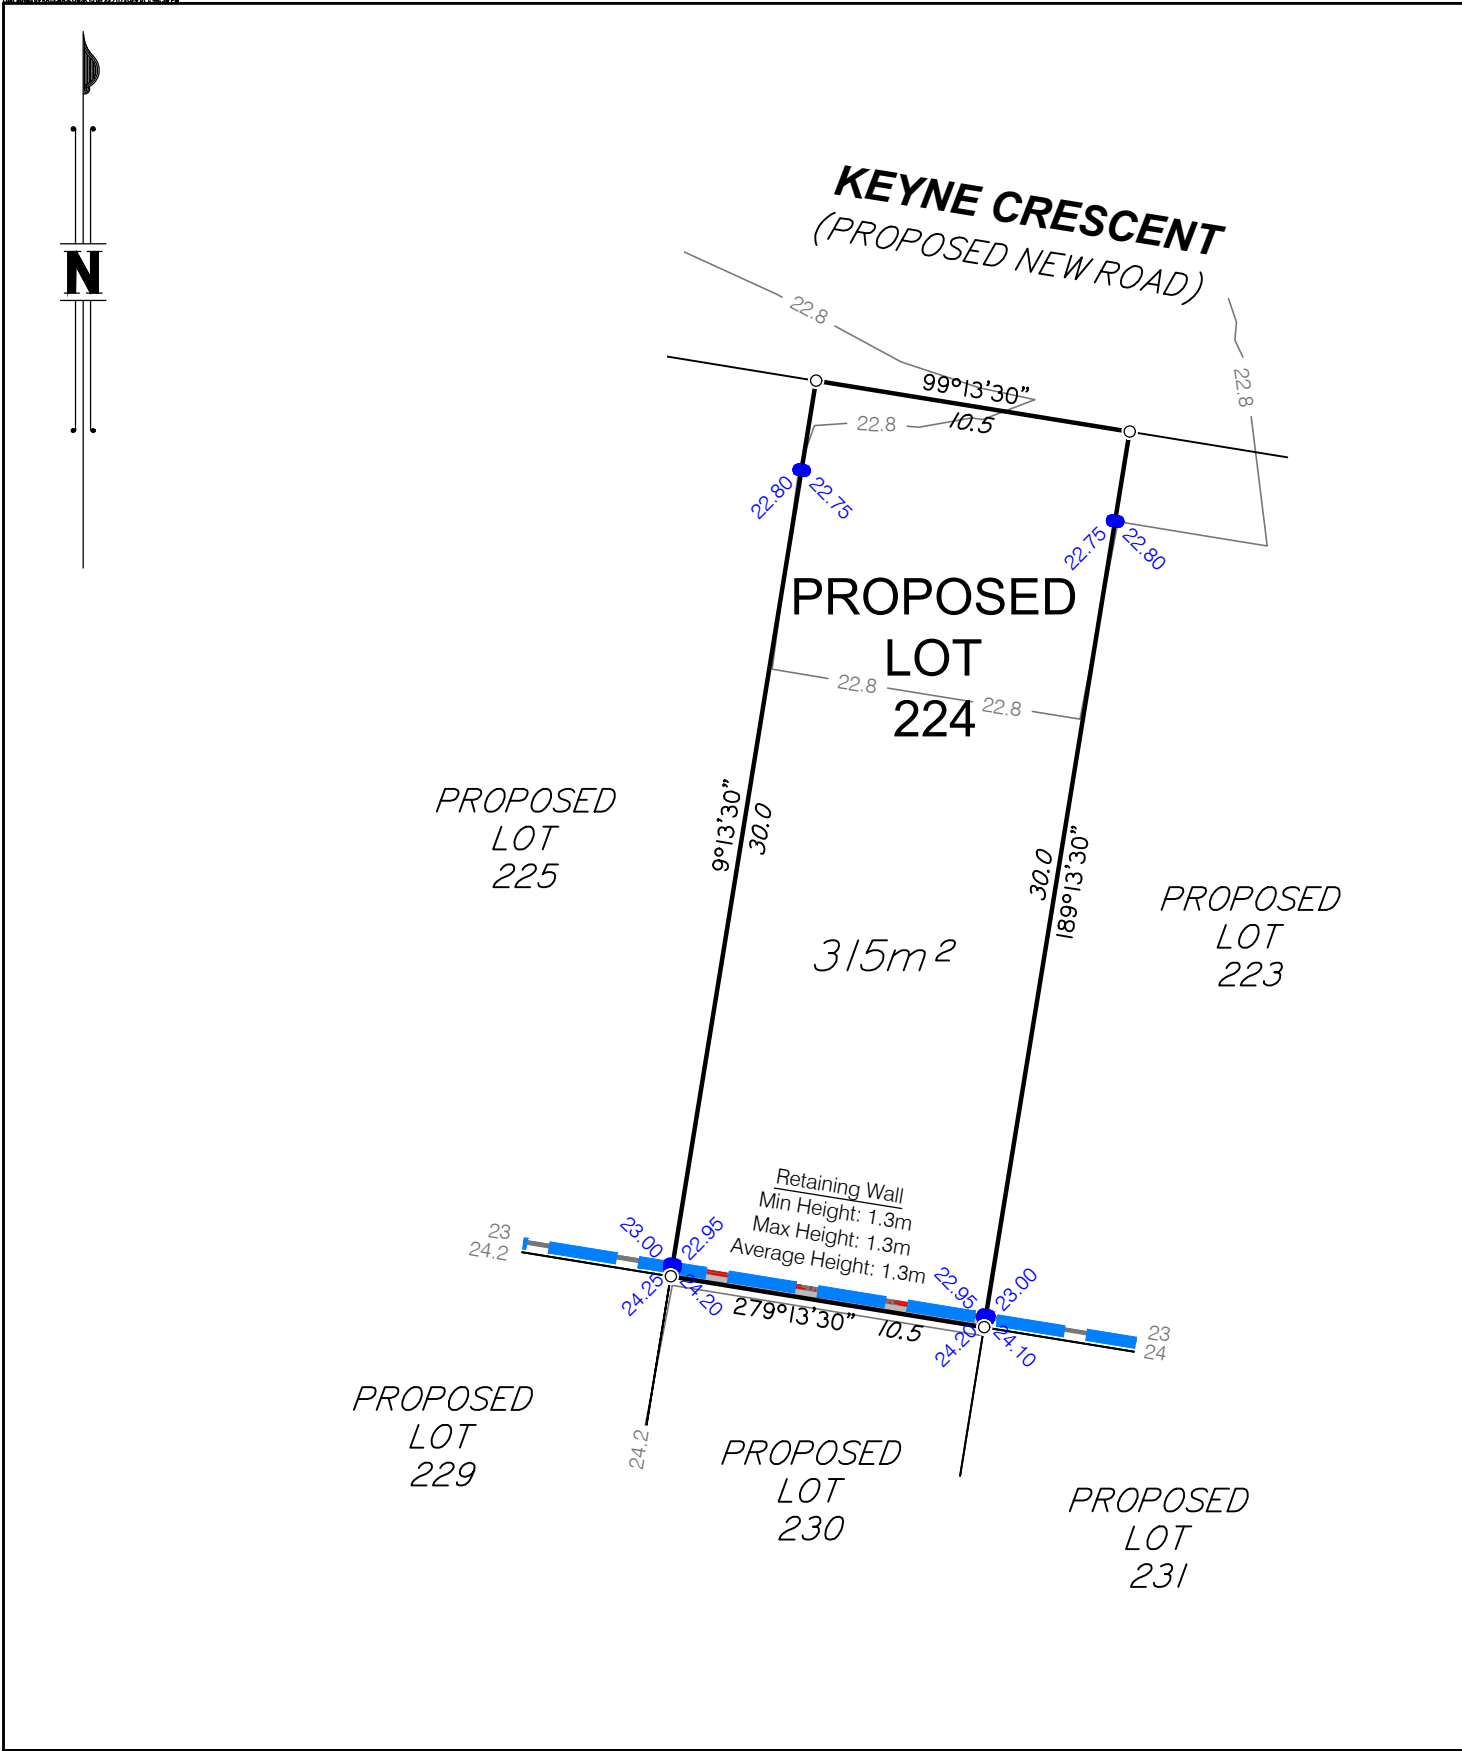 N
KEYNE CRESCENT
(PROPOSED NEW ROAD)
22.8
22.8
99°13'30"
10.5
22.8
22.80
22.75
22.75
22.80
PROPOSED
LOT
224
22.8
22.8
9°13'30"
30.0
30.0
189°13'30"
PROPOSED
LOT
225
PROPOSED
LOT
223
315m²
Retaining Wall
Min Height: 1.3m
Max Height: 1.3m
Average Height: 1.3m
23
24.2
23.00
22.95
24.25
24.20
22.95
23.00
24.20
24.10
279°13'30"
10.5
23
24
24.2
PROPOSED
LOT
229
PROPOSED
LOT
230
PROPOSED
LOT
231